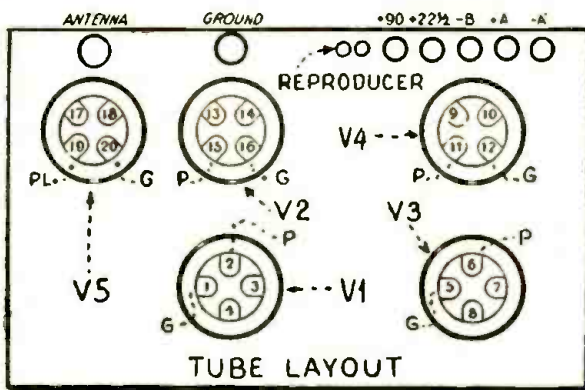 ANTENNA GROUND +90 +22½ -B +A -A
REPRODUCER
17 18 13 14 9 10
19 20 15 16 11 12
V4
PL. G P. G P. G
V2 V3
P P
V5 2 6
1 3 V1 5 7
4 8
G G
TUBE LAYOUT